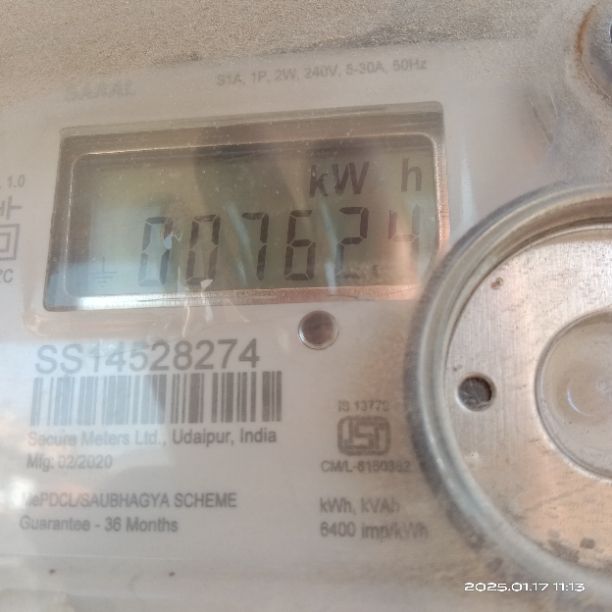 SARAL
S1A, 1P, 2W, 240V, 5-30A, 50Hz
1.0
kW h
007624
SS14528274
Secure Meters Ltd., Udaipur, India
Mfg: 02/2020
IS 13779
CM/L-
/SAUBHAGYA SCHEME
Guarantee - 36 Months
kWh, kVAh
6400 imp/kWh
2025.01.17 11:13